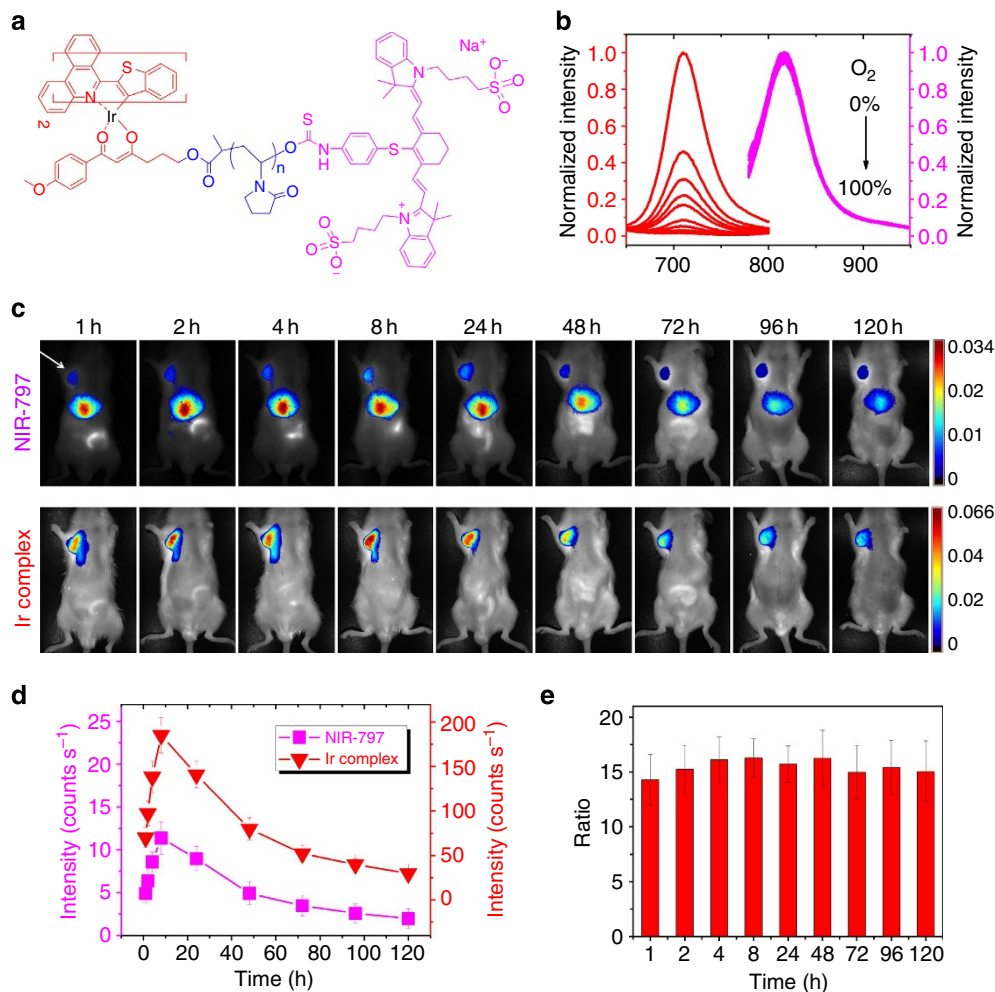 a
Na⁺
O⁻
S
O
O
N
S
N
Ir
2
O
O
O
O
O
n
O
S
N
H
S
N
O
N
+
O
O
S
O
−
b
Normalized intensity
1.0
0.8
0.6
0.4
0.2
0.0
700
800
900
O₂
0%
100%
1.0
0.8
0.6
0.4
0.2
0.0
Normalized intensity
c
1 h 2 h 4 h 8 h 24 h 48 h 72 h 96 h 120 h
NIR-797
0.034
0.02
0.01
0
Ir complex
0.066
0.04
0.02
0
d
Intensity (counts s⁻¹)
25
20
15
10
5
0
NIR-797
Ir complex
200
150
100
50
0
Intensity (counts s⁻¹)
0 20 40 60 80 100 120
Time (h)
e
Ratio
20
15
10
5
0
1 2 4 8 24 48 72 96 120
Time (h)